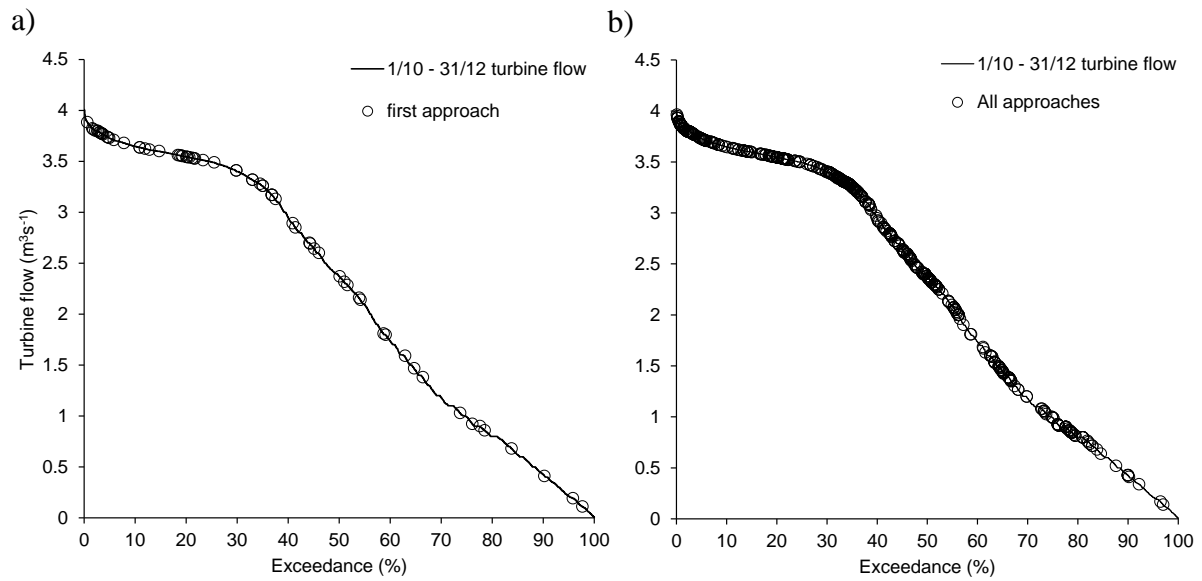 a)
4.5
4
3.5
3
2.5
2
1.5
1
0.5
0
Turbine flow (m³s⁻¹)
1/10 - 31/12 turbine flow
first approach
0 10 20 30 40 50 60 70 80 90 100
Exceedance (%)
b)
4.5
4
3.5
3
2.5
2
1.5
1
0.5
0
1/10 - 31/12 turbine flow
All approaches
0 10 20 30 40 50 60 70 80 90 100
Exceedance (%)